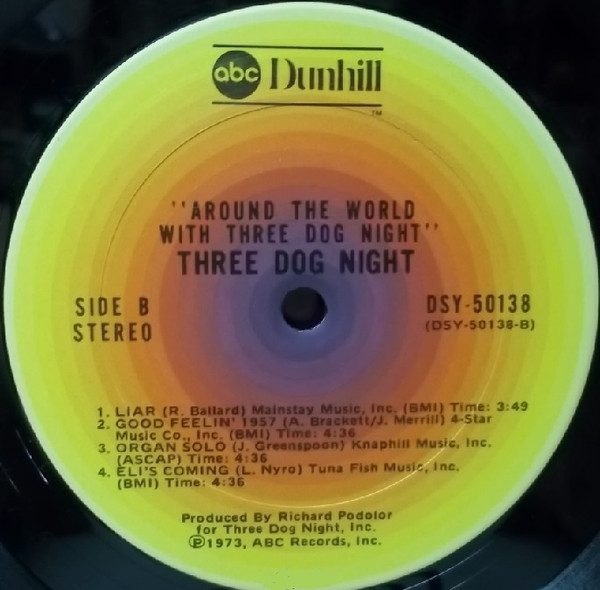 abc Dunhill
TM
"AROUND THE WORLD
WITH THREE DOG NIGHT"
THREE DOG NIGHT
SIDE B
STEREO
DSY-50138
(DSY-50138-B)
1. LIAR (R. Ballard) Mainstay Music, Inc. (BMI) Time: 3:49
2. GOOD FEELIN' 1957 (A. Brackett/J. Merrill) 4-Star
Music Co., Inc. (BMI) Time: 4:36
3. ORGAN SOLO (J. Greenspoon) Knaphill Music, Inc.
(ASCAP) Time: 4:36
4. ELI'S COMING (L. Nyro) Tuna Fish Music, Inc.
(BMI) Time: 4:36
Produced By Richard Podolor
for Three Dog Night, Inc.
Ⓟ1973, ABC Records, Inc.